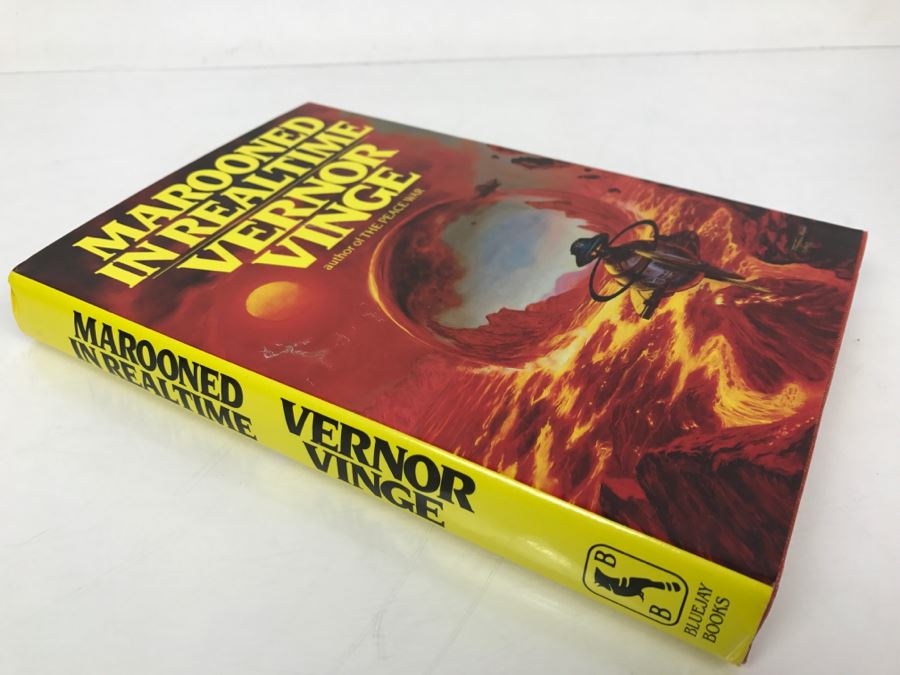 MAROONED
IN REALTIME
VERNOR
VINGE
author of THE PEACE WAR
MAROONED
IN REALTIME
VERNOR
VINGE
B
B
BLUEJAY
BOOKS